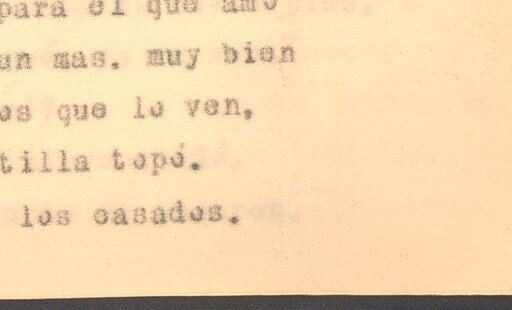 para el que amo
un mas. muy bien
os que lo ven,
tilla topó.
los casados.